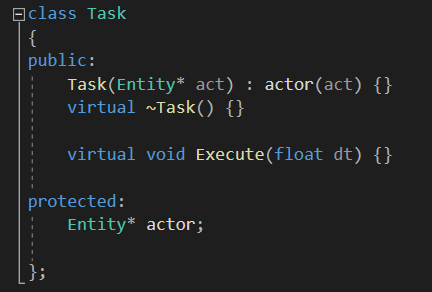 class Task
{
public:
    Task(Entity* act) : actor(act) {}
    virtual ~Task() {}

    virtual void Execute(float dt) {}

protected:
    Entity* actor;

};